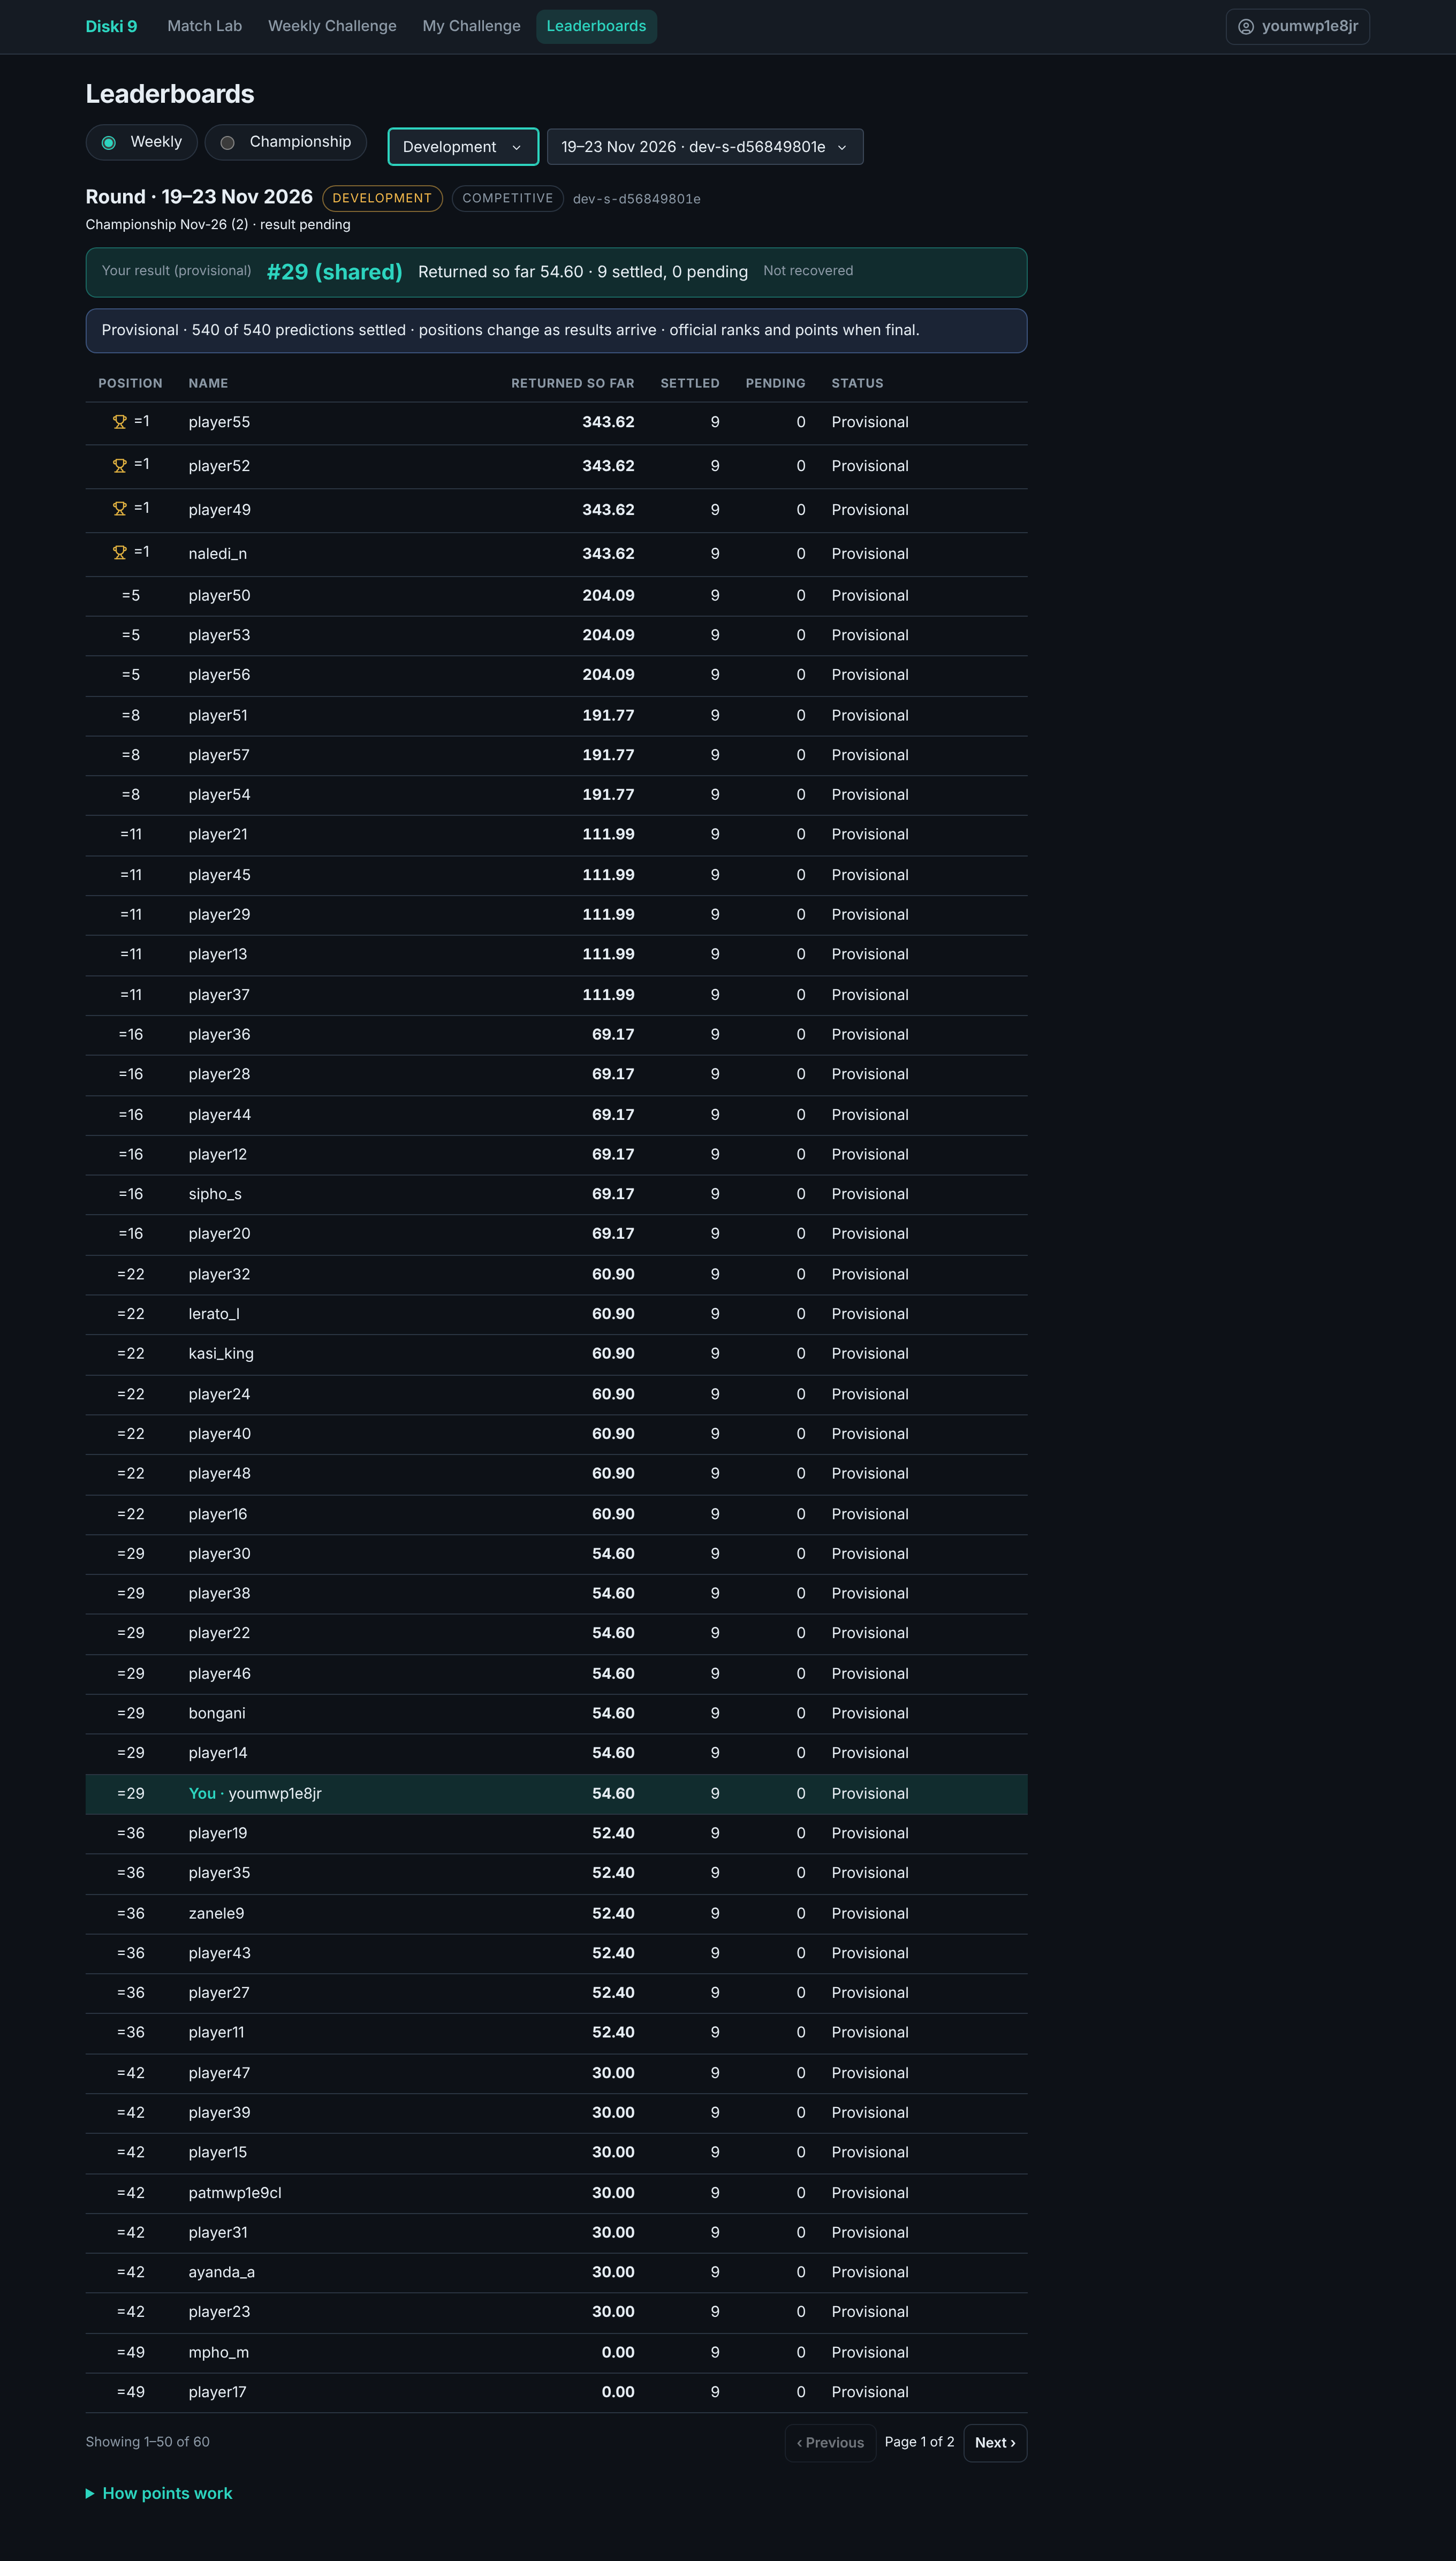 Diski 9 Match Lab Weekly Challenge My Challenge Leaderboards youmwp1e8jr
Leaderboards
Weekly Championship Development 19–23 Nov 2026 · dev-s-d56849801e
Round · 19–23 Nov 2026 DEVELOPMENT COMPETITIVE dev-s-d56849801e
Championship Nov-26 (2) · result pending
Your result (provisional) #29 (shared) Returned so far 54.60 · 9 settled, 0 pending Not recovered
Provisional · 540 of 540 predictions settled · positions change as results arrive · official ranks and points when final.
POSITION NAME RETURNED SO FAR SETTLED PENDING STATUS
=1 player55 343.62 9 0 Provisional
=1 player52 343.62 9 0 Provisional
=1 player49 343.62 9 0 Provisional
=1 naledi_n 343.62 9 0 Provisional
=5 player50 204.09 9 0 Provisional
=5 player53 204.09 9 0 Provisional
=5 player56 204.09 9 0 Provisional
=8 player51 191.77 9 0 Provisional
=8 player57 191.77 9 0 Provisional
=8 player54 191.77 9 0 Provisional
=11 player21 111.99 9 0 Provisional
=11 player45 111.99 9 0 Provisional
=11 player29 111.99 9 0 Provisional
=11 player13 111.99 9 0 Provisional
=11 player37 111.99 9 0 Provisional
=16 player36 69.17 9 0 Provisional
=16 player28 69.17 9 0 Provisional
=16 player44 69.17 9 0 Provisional
=16 player12 69.17 9 0 Provisional
=16 sipho_s 69.17 9 0 Provisional
=16 player20 69.17 9 0 Provisional
=22 player32 60.90 9 0 Provisional
=22 lerato_l 60.90 9 0 Provisional
=22 kasi_king 60.90 9 0 Provisional
=22 player24 60.90 9 0 Provisional
=22 player40 60.90 9 0 Provisional
=22 player48 60.90 9 0 Provisional
=22 player16 60.90 9 0 Provisional
=29 player30 54.60 9 0 Provisional
=29 player38 54.60 9 0 Provisional
=29 player22 54.60 9 0 Provisional
=29 player46 54.60 9 0 Provisional
=29 bongani 54.60 9 0 Provisional
=29 player14 54.60 9 0 Provisional
=29 You · youmwp1e8jr 54.60 9 0 Provisional
=36 player19 52.40 9 0 Provisional
=36 player35 52.40 9 0 Provisional
=36 zanele9 52.40 9 0 Provisional
=36 player43 52.40 9 0 Provisional
=36 player27 52.40 9 0 Provisional
=36 player11 52.40 9 0 Provisional
=42 player47 30.00 9 0 Provisional
=42 player39 30.00 9 0 Provisional
=42 player15 30.00 9 0 Provisional
=42 patmwp1e9cl 30.00 9 0 Provisional
=42 player31 30.00 9 0 Provisional
=42 ayanda_a 30.00 9 0 Provisional
=42 player23 30.00 9 0 Provisional
=49 mpho_m 0.00 9 0 Provisional
=49 player17 0.00 9 0 Provisional
Showing 1–50 of 60 ‹ Previous Page 1 of 2 Next ›
How points work